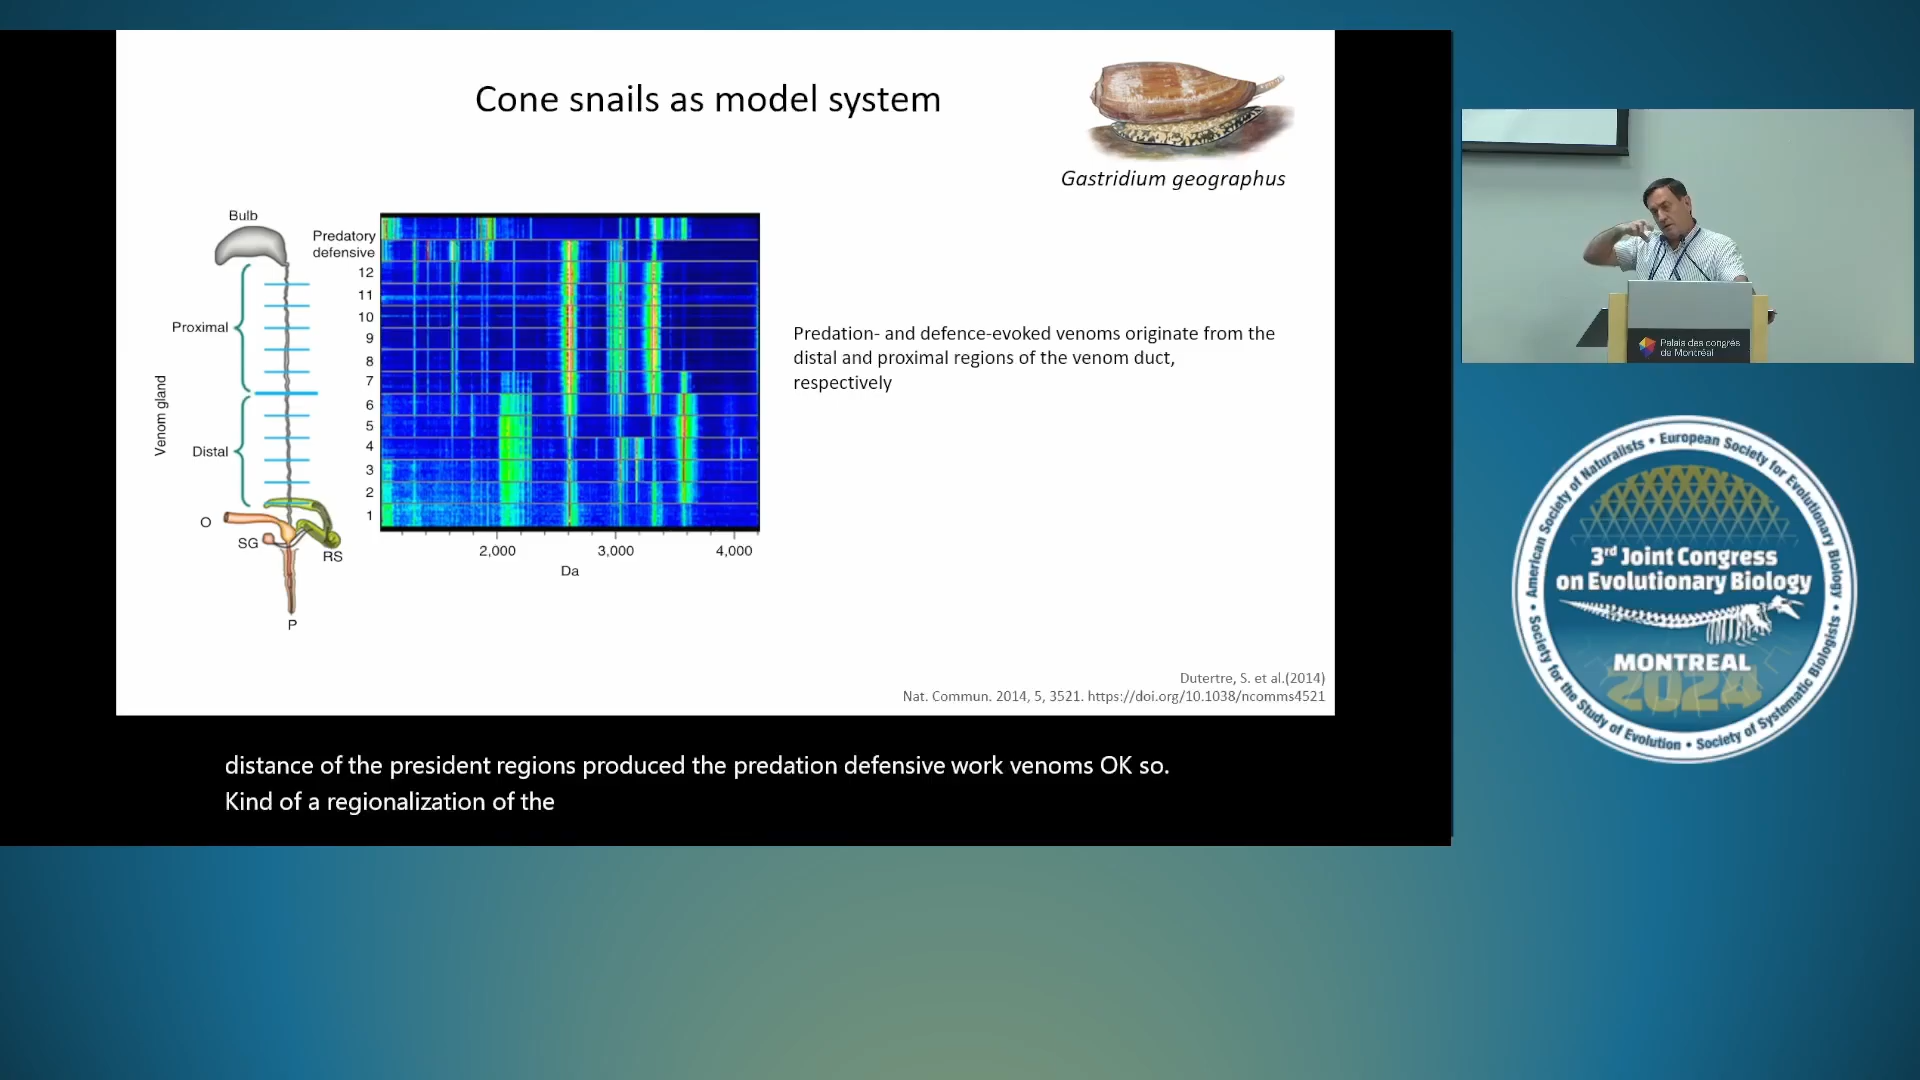 Cone snails as model system
Gastridium geographus
Bulb
Predatory
defensive
12
11
10
9
8
7
6
5
4
3
2
1
Proximal
Distal
Venom gland
O
SG
RS
P
2,000
3,000
4,000
Da
Predation- and defence-evoked venoms originate from the
distal and proximal regions of the venom duct,
respectively
Dutertre, S. et al.(2014)
Nat. Commun. 2014, 5, 3521. https://doi.org/10.1038/ncomms4521
distance of the president regions produced the predation defensive work venoms OK so.
Kind of a regionalization of the
Palais des congrès
de Montréal
American Society of Naturalists • European Society for Evolutionary Biology •
Society for the Study of Evolution • Society of Systematic Biologists •
3rd Joint Congress
on Evolutionary Biology
MONTREAL
2024